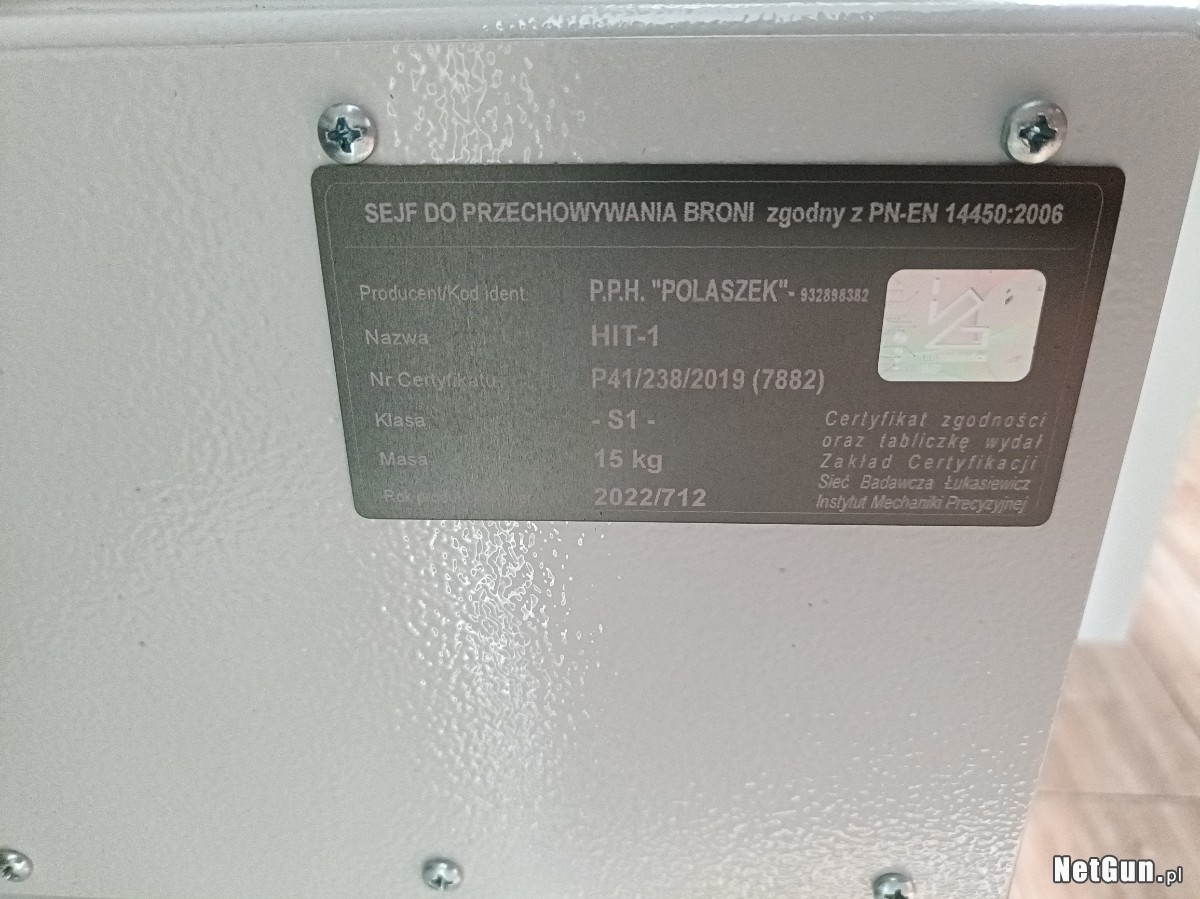 SEJF DO PRZECHOWYWANIA BRONI zgodny z PN-EN 14450:2006
Producent/Kod ident. P.P.H. "POLASZEK"- 932898382
Nazwa HIT-1
Nr Certyfikatu P41/238/2019 (7882)
Klasa - S1 -
Masa 15 kg
Rok 2022/712
Certyfikat zgodności
oraz tabliczkę wydał
Zakład Certyfikacji
Sieć Badawcza Łukasiewicz
Instytut Mechaniki Precyzyjnej
NetGun.pl